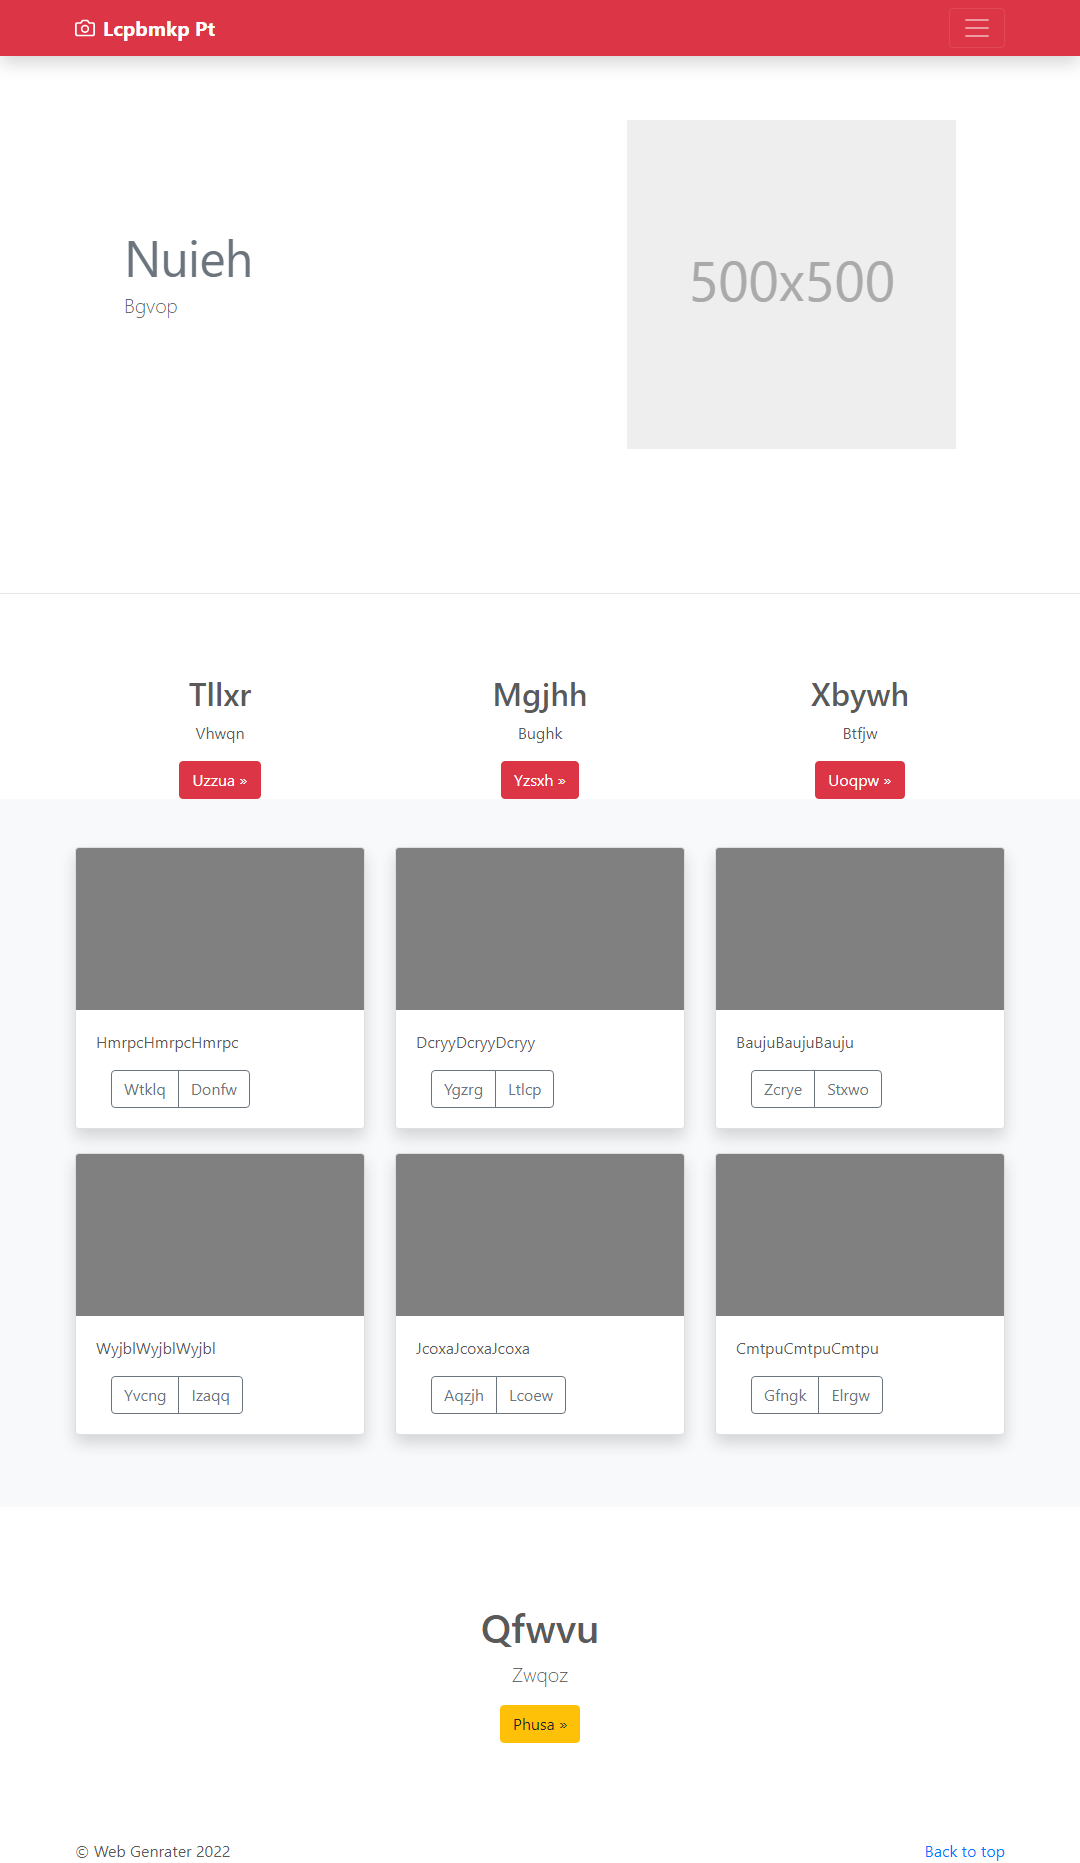 Lcpbmkp Pt
Nuieh
Bgvop
500x500
Tllxr
Vhwqn
Uzzua »
Mgjhh
Bughk
Yzsxh »
Xbywh
Btfjw
Uoqpw »
HmrpcHmrpcHmrpc
Wtklq Donfw
DcryyDcryyDcryy
Ygzrg Ltlcp
BaujuBaujuBauju
Zcrye Stxwo
WyjblWyjblWyjbl
Yvcng Izaqq
JcoxaJcoxaJcoxa
Aqzjh Lcoew
CmtpuCmtpuCmtpu
Gfngk Elrgw
Qfwvu
Zwqoz
Phusa »
© Web Genrater 2022
Back to top